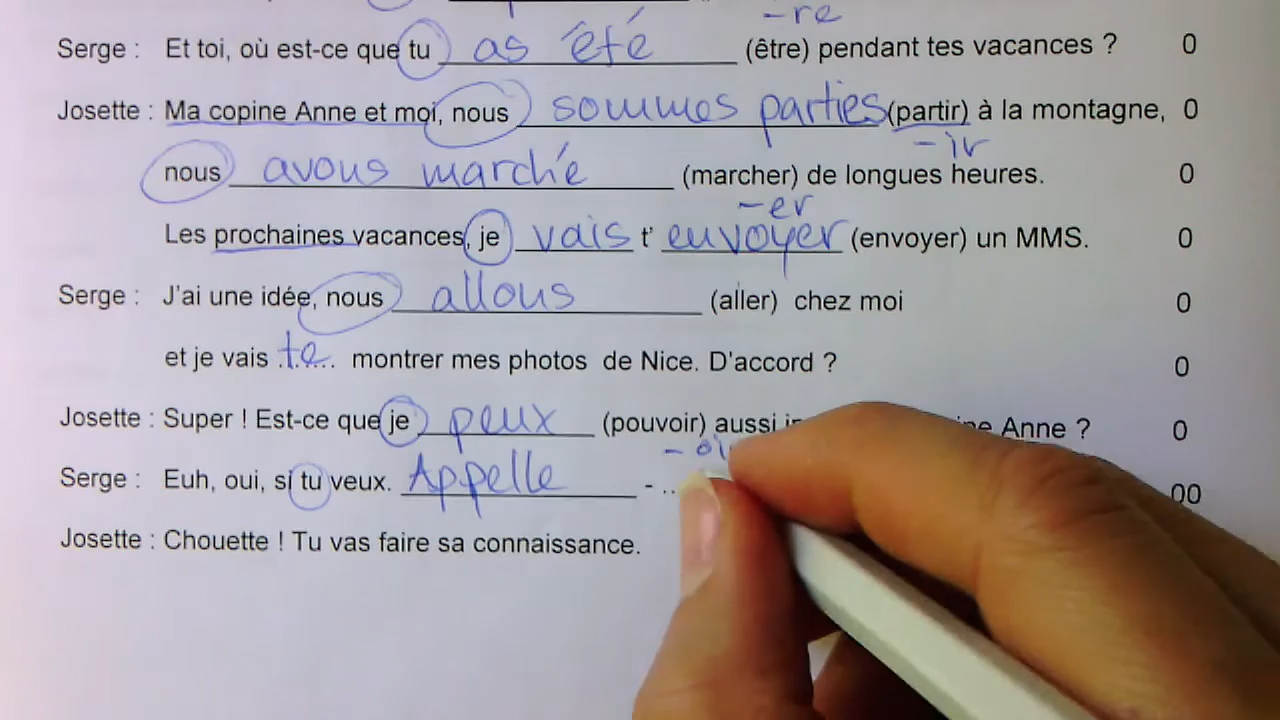 -re
Serge : Et toi, où est-ce que tu as été (être) pendant tes vacances ? 0
Josette : Ma copine Anne et moi, nous sommes parties (partir) à la montagne, 0
-ir
nous avons marché (marcher) de longues heures. 0
-er
Les prochaines vacances, je vais t' envoyer (envoyer) un MMS. 0
Serge : J'ai une idée, nous allons (aller) chez moi 0
et je vais te montrer mes photos de Nice. D'accord ? 0
Josette : Super ! Est-ce que je peux (pouvoir) aussi Anne ? 0
Serge : Euh, oui, si tu veux. Appelle - .. 00
Josette : Chouette ! Tu vas faire sa connaissance.